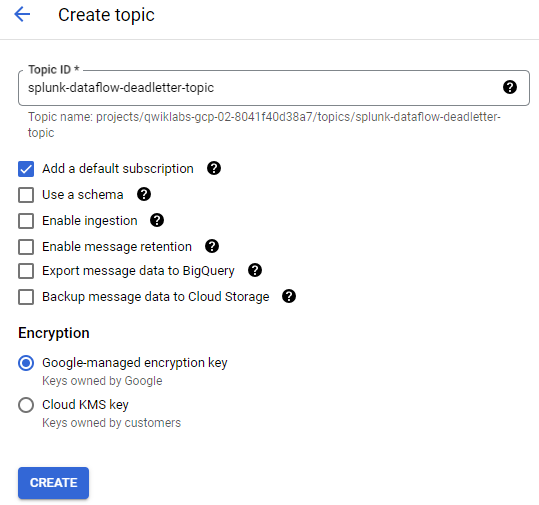 Create topic
Topic ID *
splunk-dataflow-deadletter-topic
Topic name: projects/qwiklabs-gcp-02-8041f40d38a7/topics/splunk-dataflow-deadletter-
topic
Add a default subscription
Use a schema
Enable ingestion
Enable message retention
Export message data to BigQuery
Backup message data to Cloud Storage
Encryption
Google-managed encryption key
Keys owned by Google
Cloud KMS key
Keys owned by customers
CREATE